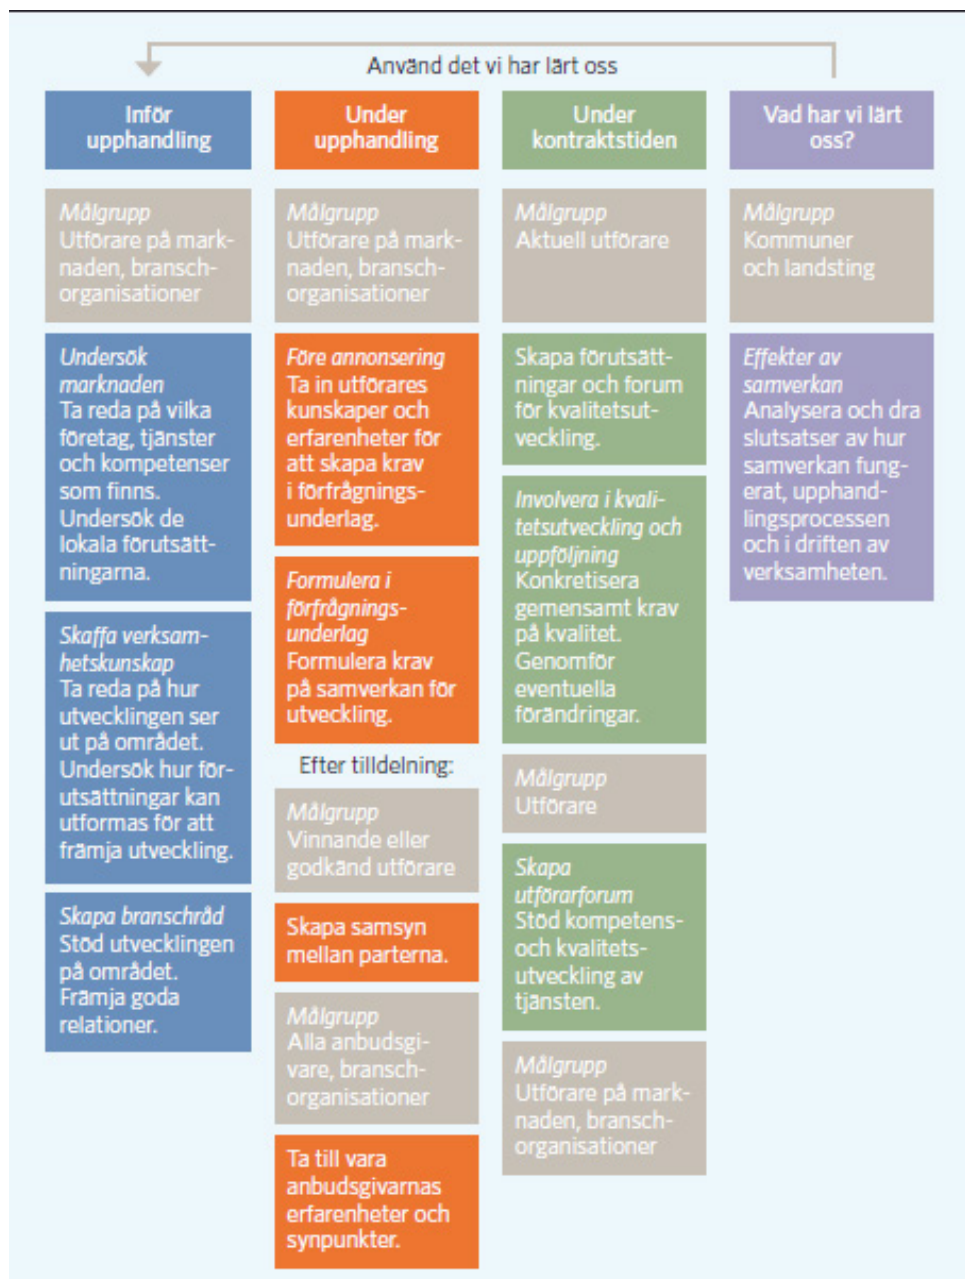 Använd det vi har lärt oss
Inför
upphandling
Målgrupp
Utförare på mark-
naden, bransch-
organisationer
Undersök
marknaden
Ta reda på vilka
företag, tjänster
och kompetenser
som finns.
Undersök de
lokala förutsätt-
ningarna.
Skaffa verksam-
hetskunskap
Ta reda på hur
utvecklingen ser
ut på området.
Undersök hur för-
utsättningar kan
utformas för att
främja utveckling.
Skapa branschråd
Stöd utvecklingen
på området.
Främja goda
relationer.
Under
upphandling
Målgrupp
Utförare på mark-
naden, bransch-
organisationer
Före annonsering
Ta in utförares
kunskaper och
erfarenheter för
att skapa krav
i förfrågnings-
underlag.
Formulera i
förfrågnings-
underlag
Formulera krav
på samverkan för
utveckling.
Efter tilldelning:
Målgrupp
Vinnande eller
godkänd utförare
Skapa samsyn
mellan parterna.
Målgrupp
Alla anbudsgi-
vare, bransch-
organisationer
Ta till vara
anbudsgivarnas
erfarenheter och
synpunkter.
Under
kontraktstiden
Målgrupp
Aktuell utförare
Skapa förutsätt-
ningar och forum
för kvalitetsut-
veckling.
Involvera i kvali-
tetsutveckling och
uppföljning
Konkretisera
gemensamt krav
på kvalitet.
Genomför
eventuella
förändringar.
Målgrupp
Utförare
Skapa
utförarforum
Stöd kompetens-
och kvalitets-
utveckling av
tjänsten.
Målgrupp
Utförare på mark-
naden, bransch-
organisationer
Vad har vi lärt
oss?
Målgrupp
Kommuner
och landsting
Effekter av
samverkan
Analysera och dra
slutsatser av hur
samverkan fung-
erat, upphand-
lingsprocessen
och i driften av
verksamheten.